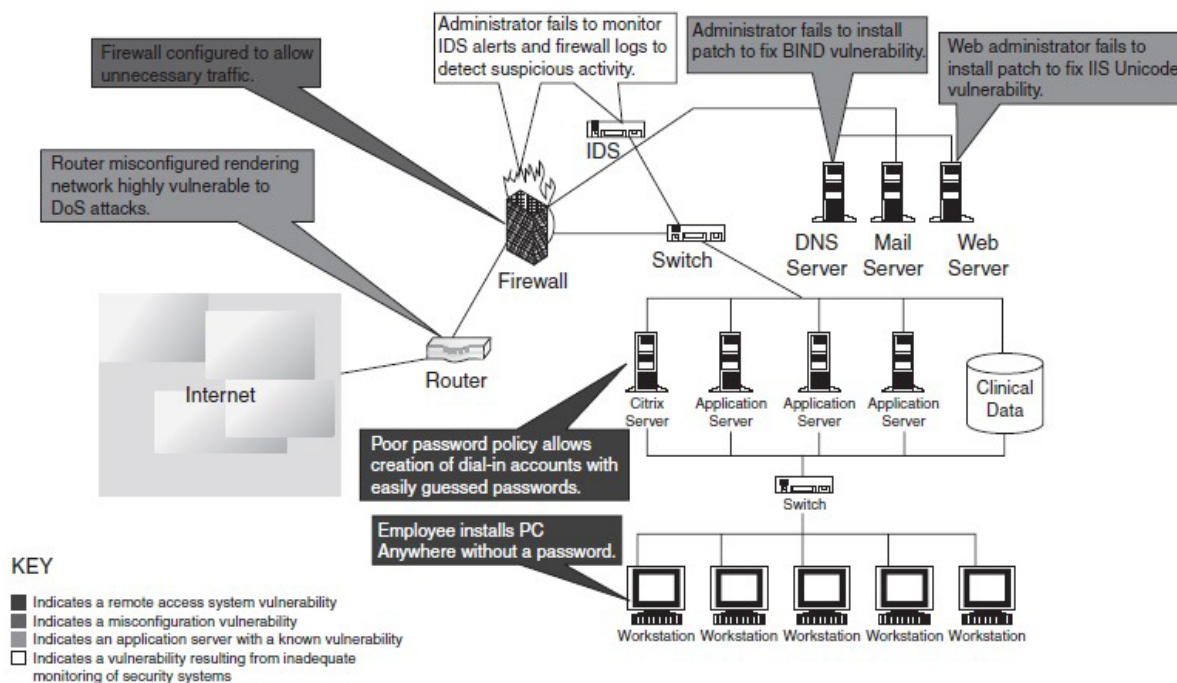 Administrator fails to monitor
IDS alerts and firewall logs to
detect suspicious activity.
Administrator fails to install
patch to fix BIND vulnerability.
Web administrator fails to
install patch to fix IIS Unicode
vulnerability.
Firewall configured to allow
unnecessary traffic.
Router misconfigured rendering
network highly vulnerable to
DoS attacks.
IDS
Firewall
Switch
DNS
Server
Mail
Server
Web
Server
Internet
Router
Citrix
Server
Application
Server
Application
Server
Application
Server
Clinical
Data
Poor password policy allows
creation of dial-in accounts with
easily guessed passwords.
Switch
Employee installs PC
Anywhere without a password.
Workstation
Workstation
Workstation
Workstation
Workstation
KEY
Indicates a remote access system vulnerability
Indicates a misconfiguration vulnerability
Indicates an application server with a known vulnerability
Indicates a vulnerability resulting from inadequate
monitoring of security systems